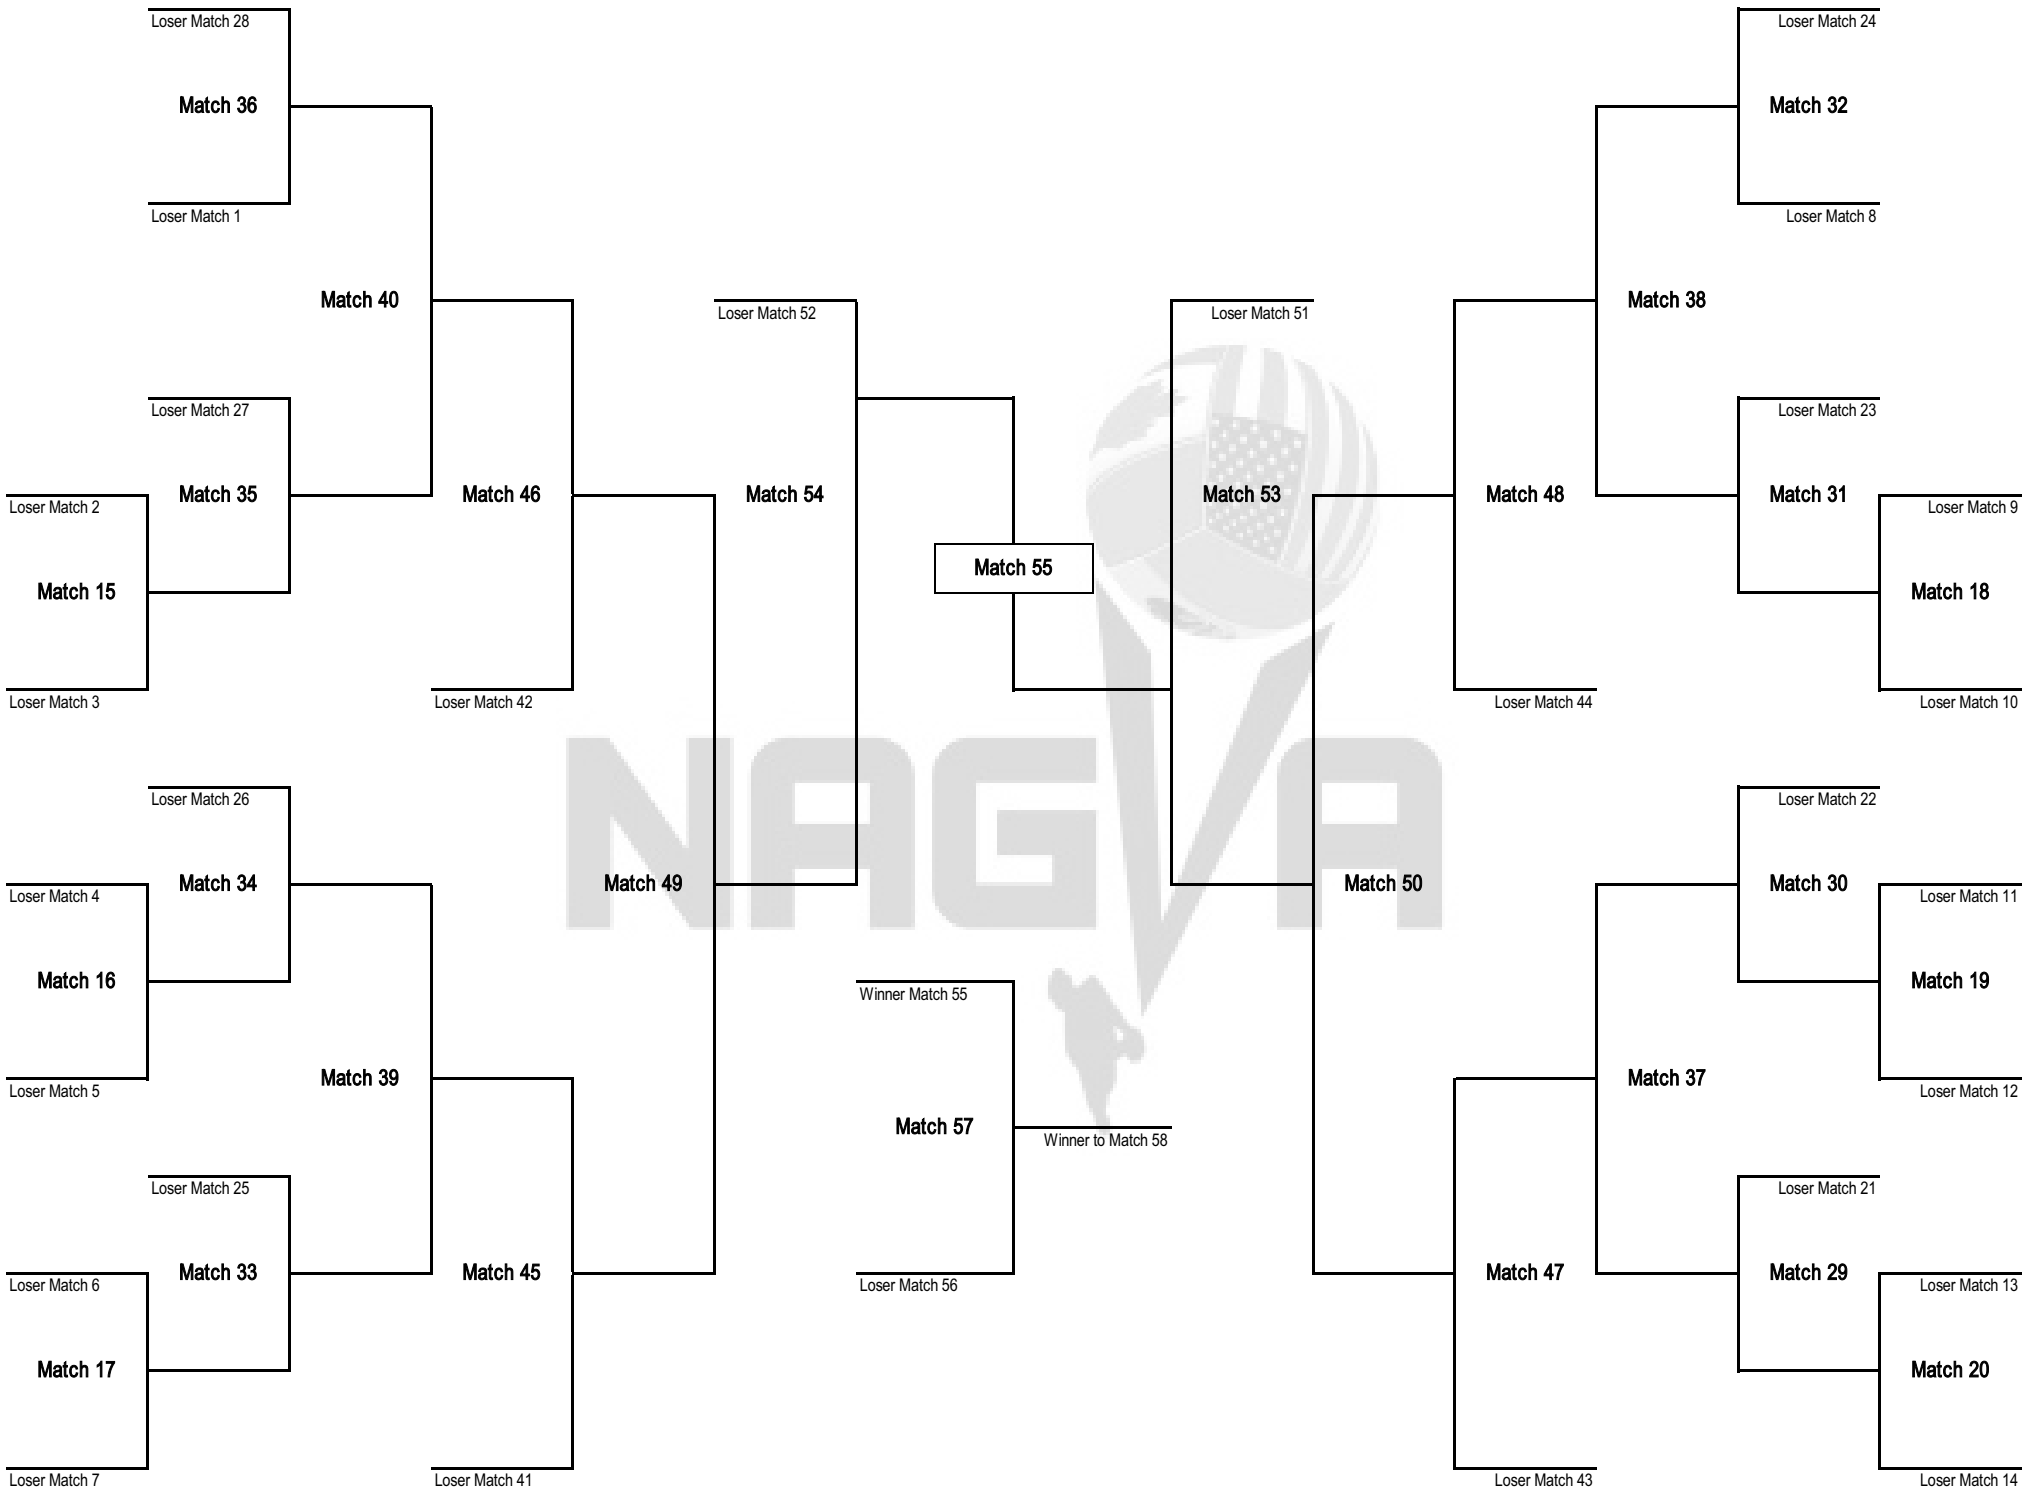 Loser Match 28
Loser Match 24
Match 36
Match 32
Loser Match 1
Loser Match 8
Match 40
Match 38
Loser Match 52
Loser Match 51
Loser Match 27
Loser Match 23
Match 35
Match 46
Match 54
Match 53
Match 48
Match 31
Loser Match 2
Loser Match 9
Match 55
Match 15
Match 18
Loser Match 3
Loser Match 42
Loser Match 44
Loser Match 10
NAGVA
Loser Match 26
Loser Match 22
Match 34
Match 49
Match 50
Match 30
Loser Match 4
Loser Match 11
Match 16
Match 19
Winner Match 55
Match 39
Match 37
Loser Match 5
Loser Match 12
Match 57
Winner to Match 58
Loser Match 25
Loser Match 21
Match 33
Match 45
Match 47
Match 29
Loser Match 6
Loser Match 56
Loser Match 13
Match 17
Match 20
Loser Match 7
Loser Match 41
Loser Match 43
Loser Match 14